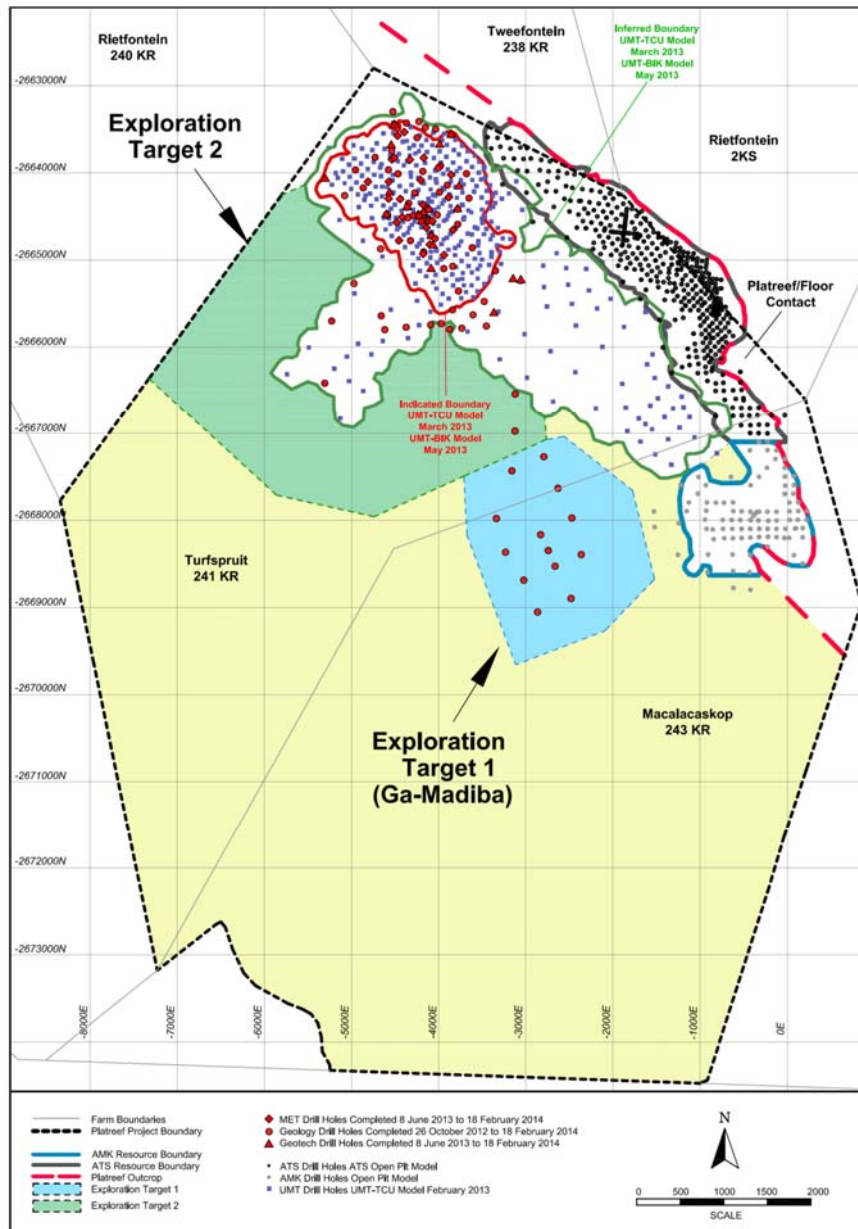 Rietfontein
240 KR
Tweefontein
238 KR
Inferred Boundary
UMT-TCU Model
March 2013
UMT-BIK Model
May 2013
-2663000N
Exploration
Target 2
Rietfontein
2KS
-2664000N
-2665000N
Platreef/Floor
Contact
-2666000N
Indicated Boundary
UMT-TCU Model
March 2013
UMT-BIK Model
May 2013
-2667000N
-2668000N
Turfspruit
241 KR
-2669000N
-2670000N
Macalacaskop
243 KR
Exploration
Target 1
(Ga-Madiba)
-2671000N
-2672000N
-2673000N
-8000E
-7000E
-6000E
-5000E
-4000E
-3000E
-2000E
-1000E
0E
Farm Boundaries
Platreef Project Boundary
AMK Resource Boundary
ATS Resource Boundary
Platreef Outcrop
Exploration Target 1
Exploration Target 2
MET Drill Holes Completed 8 June 2013 to 18 February 2014
Geology Drill Holes Completed 26 October 2012 to 18 February 2014
Geotech Drill Holes Completed 8 June 2013 to 18 February 2014
ATS Drill Holes ATS Open Pit Model
AMK Drill Holes Open Pit Model
UMT Drill Holes UMT-TCU Model February 2013
N
0 500 1000 1500 2000
SCALE